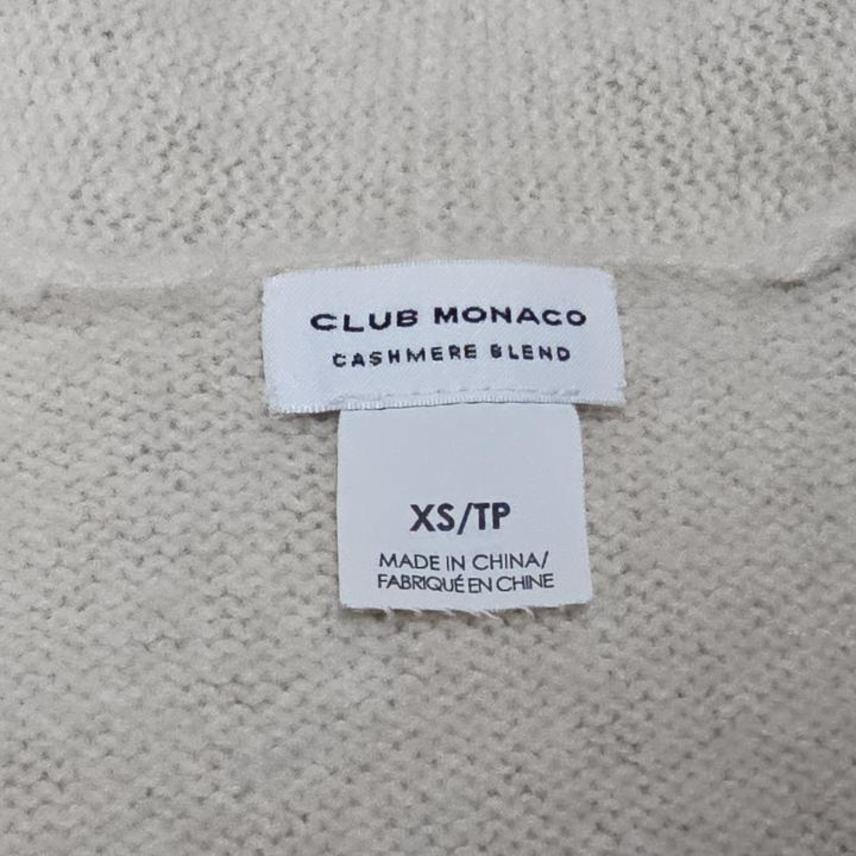 CLUB MONACO
CASHMERE BLEND
XS/TP
MADE IN CHINA/
FABRIQUÉ EN CHINE